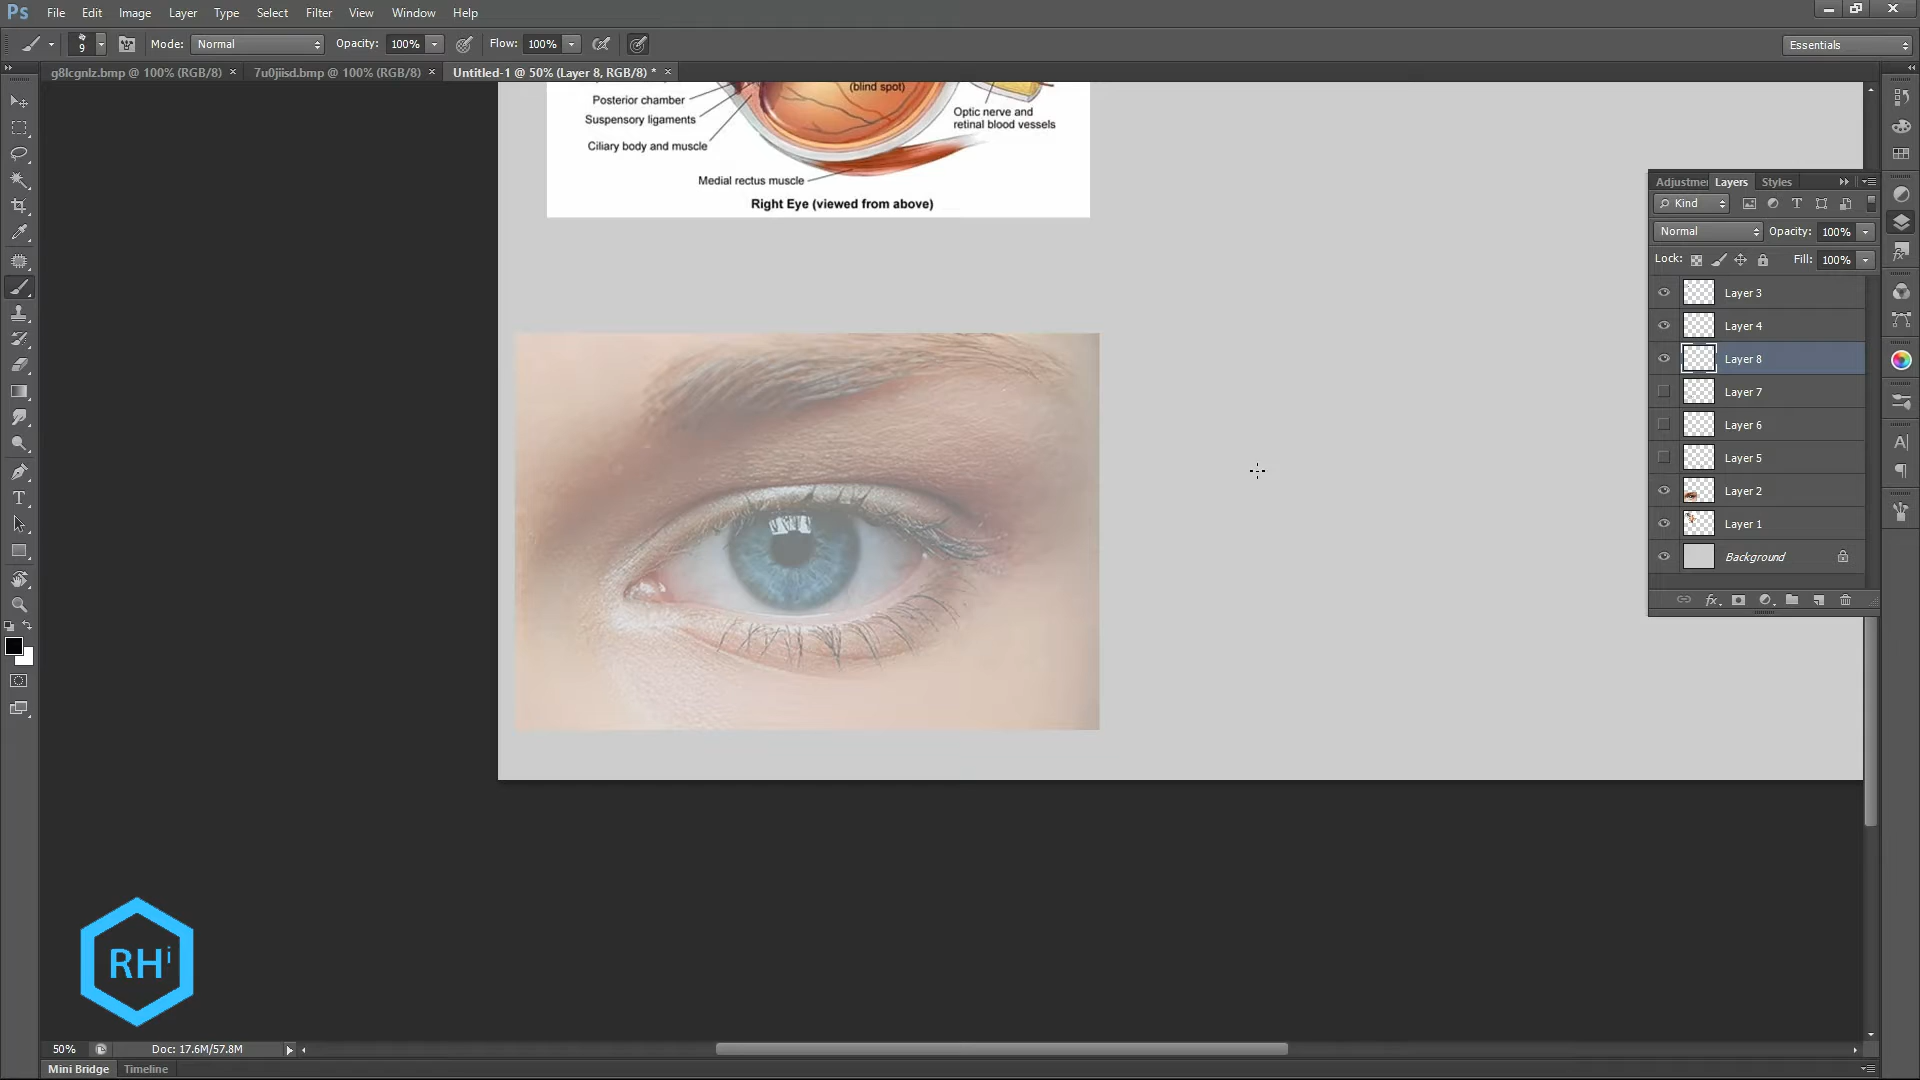 Ps File Edit Image Layer Type Select Filter View Window Help
9 Mode: Normal Opacity: 100% Flow: 100% Essentials
g8lcgnlz.bmp @ 100% (RGB/8) × 7u0jiisd.bmp @ 100% (RGB/8) × Untitled-1 @ 50% (Layer 8, RGB/8) * ×
(blind spot)
Posterior chamber
Suspensory ligaments
Ciliary body and muscle
Optic nerve and
retinal blood vessels
Medial rectus muscle
Right Eye (viewed from above)
Adjustmen Layers Styles
Kind
Normal Opacity: 100%
Lock: Fill: 100%
Layer 3
Layer 4
Layer 8
Layer 7
Layer 6
Layer 5
Layer 2
Layer 1
Background
fx
RHi
50% Doc: 17.6M/57.8M
Mini Bridge Timeline